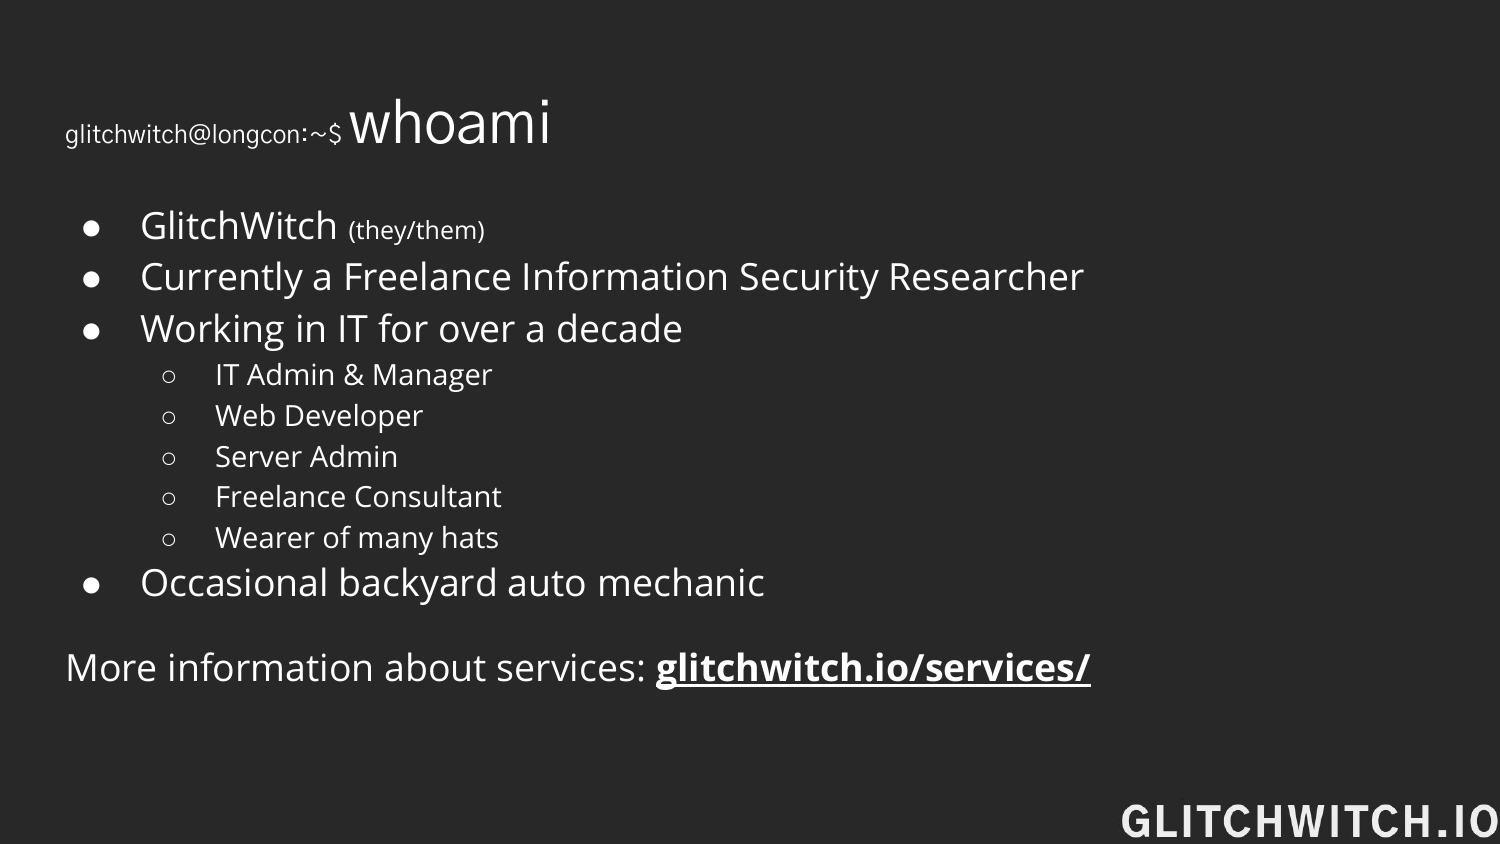 glitchwitch@longcon:~$ whoami
● GlitchWitch (they/them)
● Currently a Freelance Information Security Researcher
● Working in IT for over a decade
○ IT Admin & Manager
○ Web Developer
○ Server Admin
○ Freelance Consultant
○ Wearer of many hats
● Occasional backyard auto mechanic
More information about services: glitchwitch.io/services/
GLITCHWITCH.IO